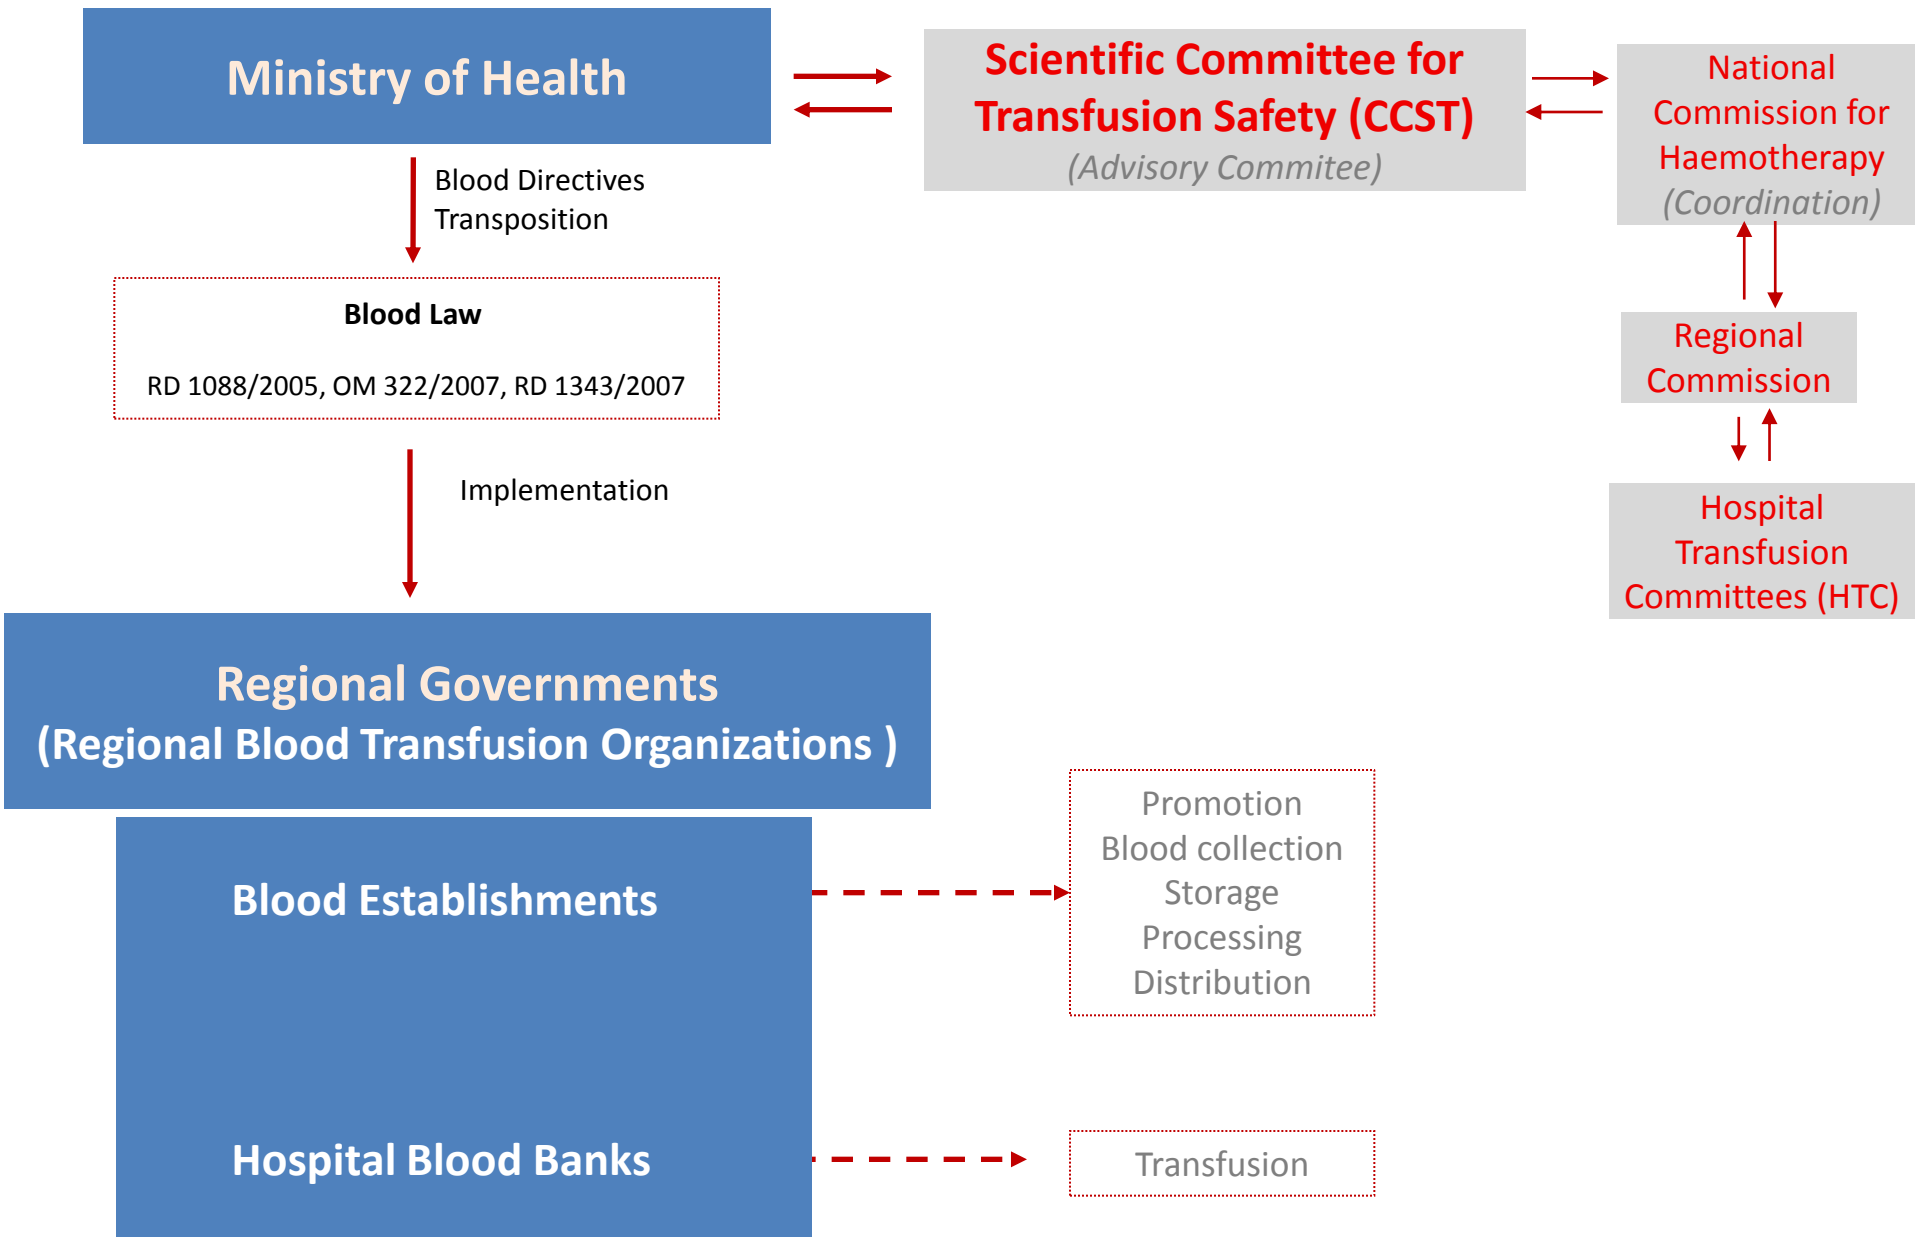 Ministry of Health
Scientific Committee for
Transfusion Safety (CCST)
(Advisory Commitee)
National
Commission for
Haemotherapy
(Coordination)
Blood Directives
Transposition
Blood Law
RD 1088/2005, OM 322/2007, RD 1343/2007
Regional
Commission
Implementation
Hospital
Transfusion
Committees (HTC)
Regional Governments
(Regional Blood Transfusion Organizations )
Blood Establishments
Promotion
Blood collection
Storage
Processing
Distribution
Hospital Blood Banks
Transfusion